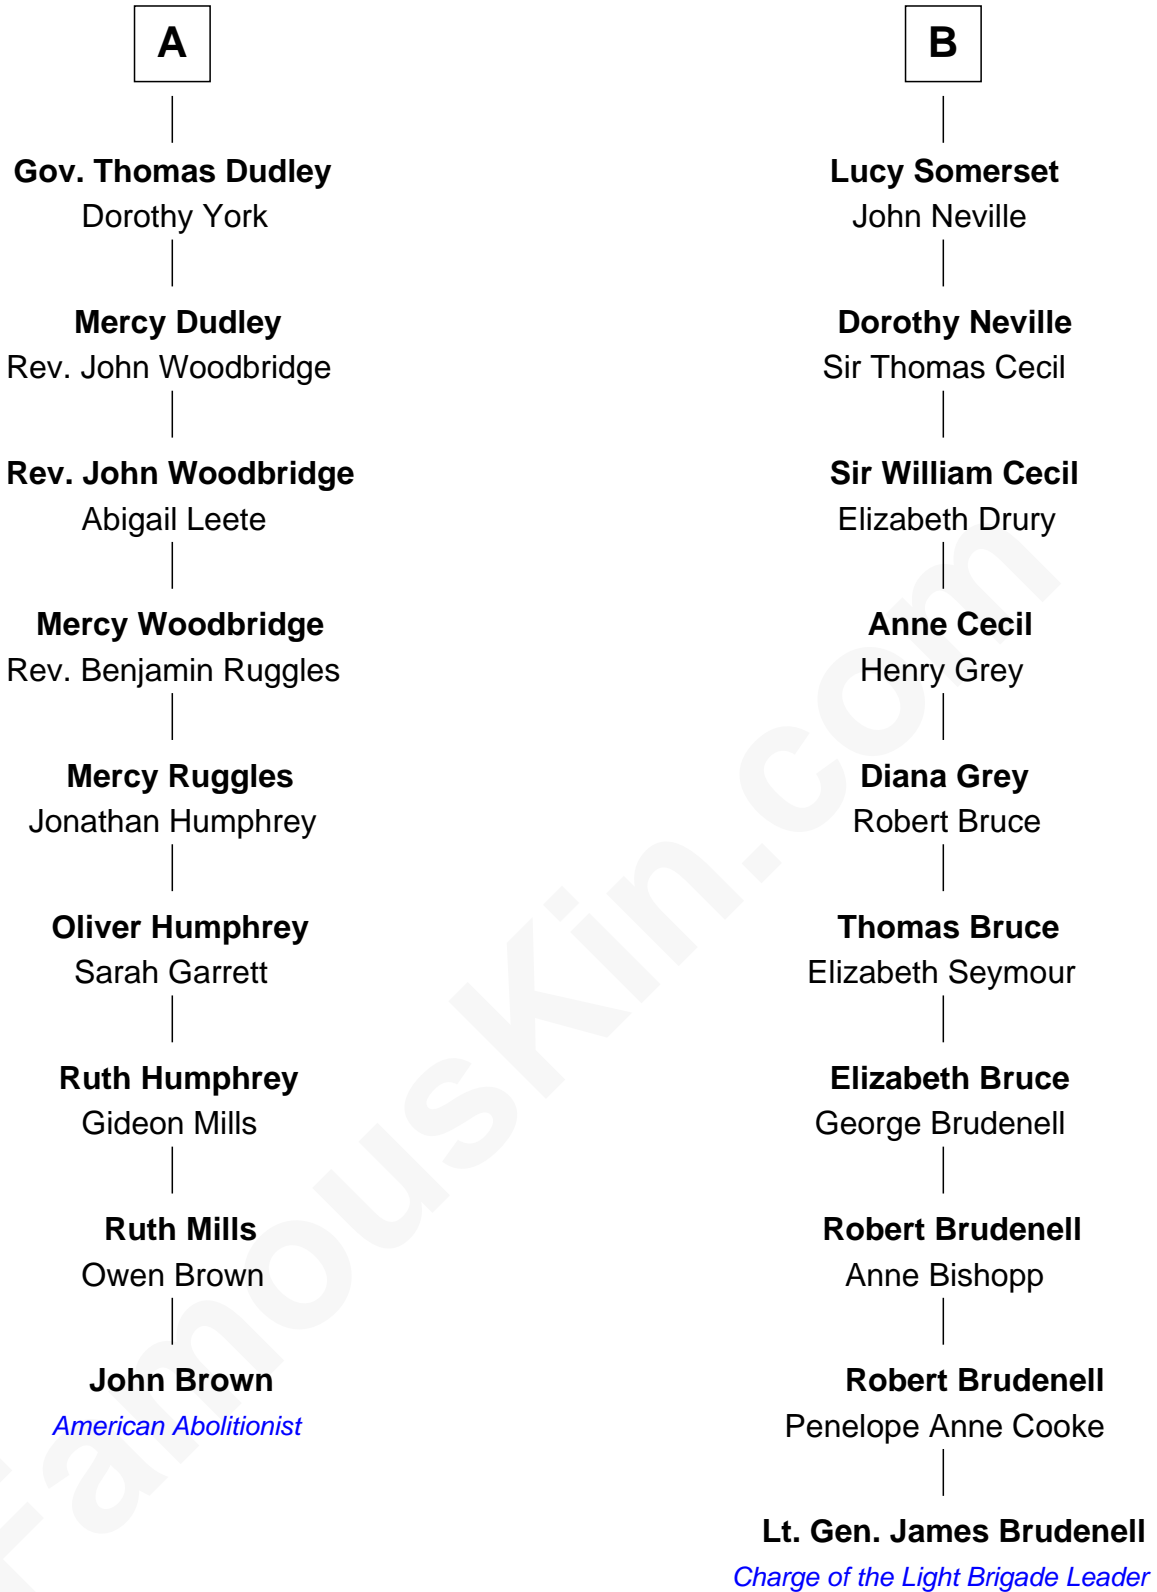 A
Gov. Thomas Dudley
Dorothy York
Mercy Dudley
Rev. John Woodbridge
Rev. John Woodbridge
Abigail Leete
Mercy Woodbridge
Rev. Benjamin Ruggles
Mercy Ruggles
Jonathan Humphrey
Oliver Humphrey
Sarah Garrett
Ruth Humphrey
Gideon Mills
Ruth Mills
Owen Brown
John Brown
American Abolitionist
B
Lucy Somerset
John Neville
Dorothy Neville
Sir Thomas Cecil
Sir William Cecil
Elizabeth Drury
Anne Cecil
Henry Grey
Diana Grey
Robert Bruce
Thomas Bruce
Elizabeth Seymour
Elizabeth Bruce
George Brudenell
Robert Brudenell
Anne Bishopp
Robert Brudenell
Penelope Anne Cooke
Lt. Gen. James Brudenell
Charge of the Light Brigade Leader
FamousKin.com